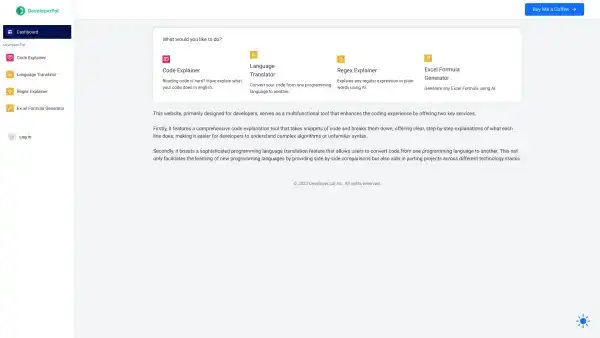 DeveloperPal
Buy Me a Coffee
Dashboard
Developer Pal
Code Explainer
Language Translator
Regex Explainer
Excel Formula Generator
Log In
What would you like to do?
Code Explainer
Reading code is hard? Have explain what
your code does in english.
Language
Translator
Convert your code from one programming
language to another.
Regex Explainer
Explains any regular expression in plain
words using AI.
Excel Formula
Generator
Generate any Excel Formula using AI.
This website, primarily designed for developers, serves as a multifunctional tool that enhances the coding experience by offering two key services.
Firstly, it features a comprehensive code explanation tool that takes snippets of code and breaks them down, offering clear, step-by-step explanations of what each
line does, making it easier for developers to understand complex algorithms or unfamiliar syntax.
Secondly, it boasts a sophisticated programming language translation feature that allows users to convert code from one programming language to another. This not
only facilitates the learning of new programming languages by providing side-by-side comparisons but also aids in porting projects across different technology stacks.
© 2023 Developer pal Inc. All rights reserved.